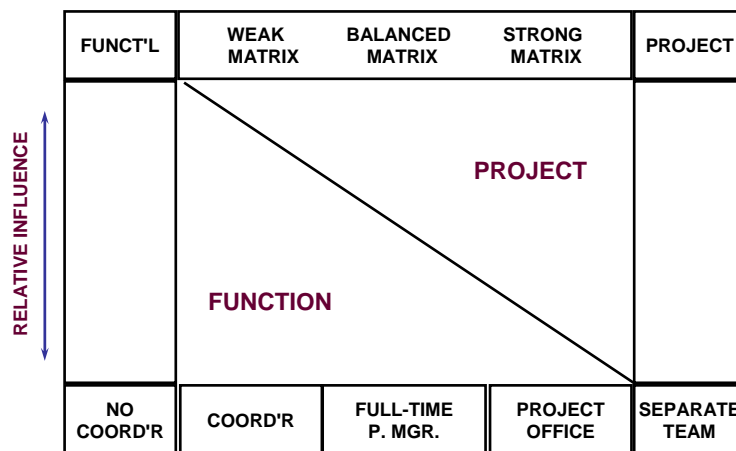 FUNCT'L
WEAK
MATRIX
BALANCED
MATRIX
STRONG
MATRIX
PROJECT
RELATIVE INFLUENCE
PROJECT
FUNCTION
NO
COORD'R
COORD'R
FULL-TIME
P. MGR.
PROJECT
OFFICE
SEPARATE
TEAM